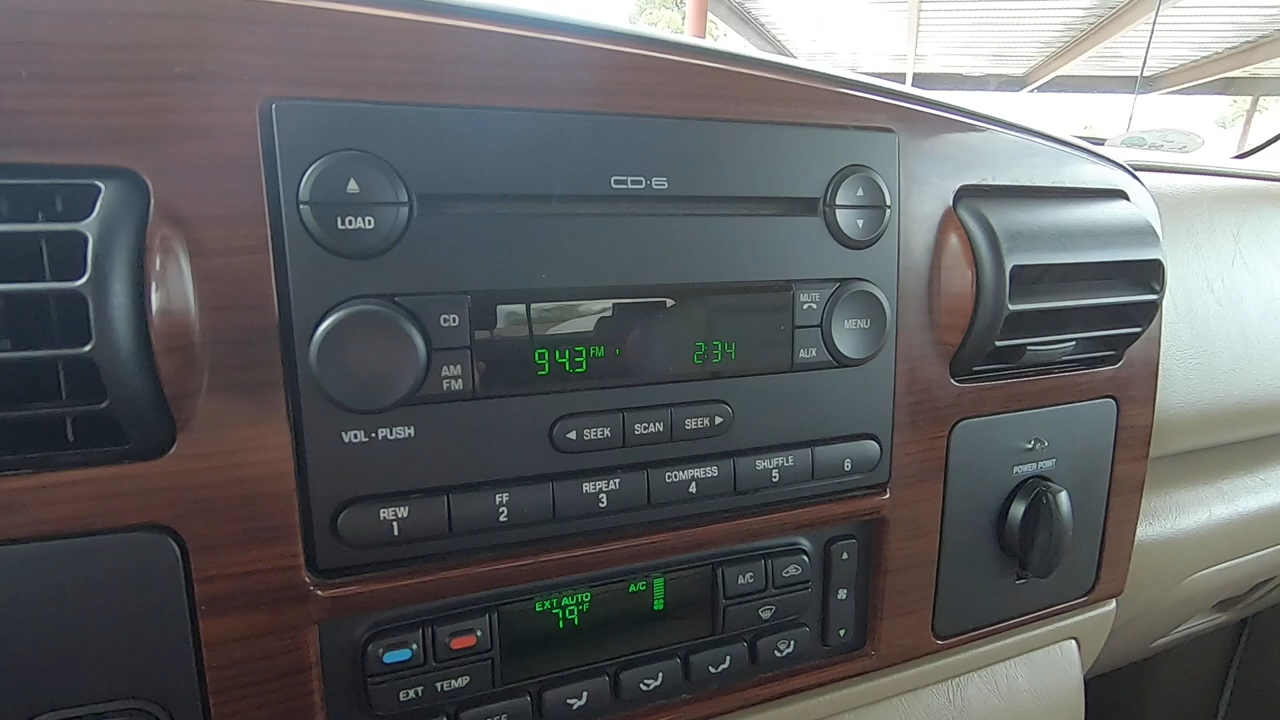 CD·6
LOAD
MUTE
CD
MENU
94.3 FM
2:34
AUX
AM
FM
VOL·PUSH
SEEK
SCAN
SEEK
REW
1
FF
2
REPEAT
3
COMPRESS
4
SHUFFLE
5
6
POWER POINT
EXT AUTO
A/C
79°F
A/C
EXT TEMP